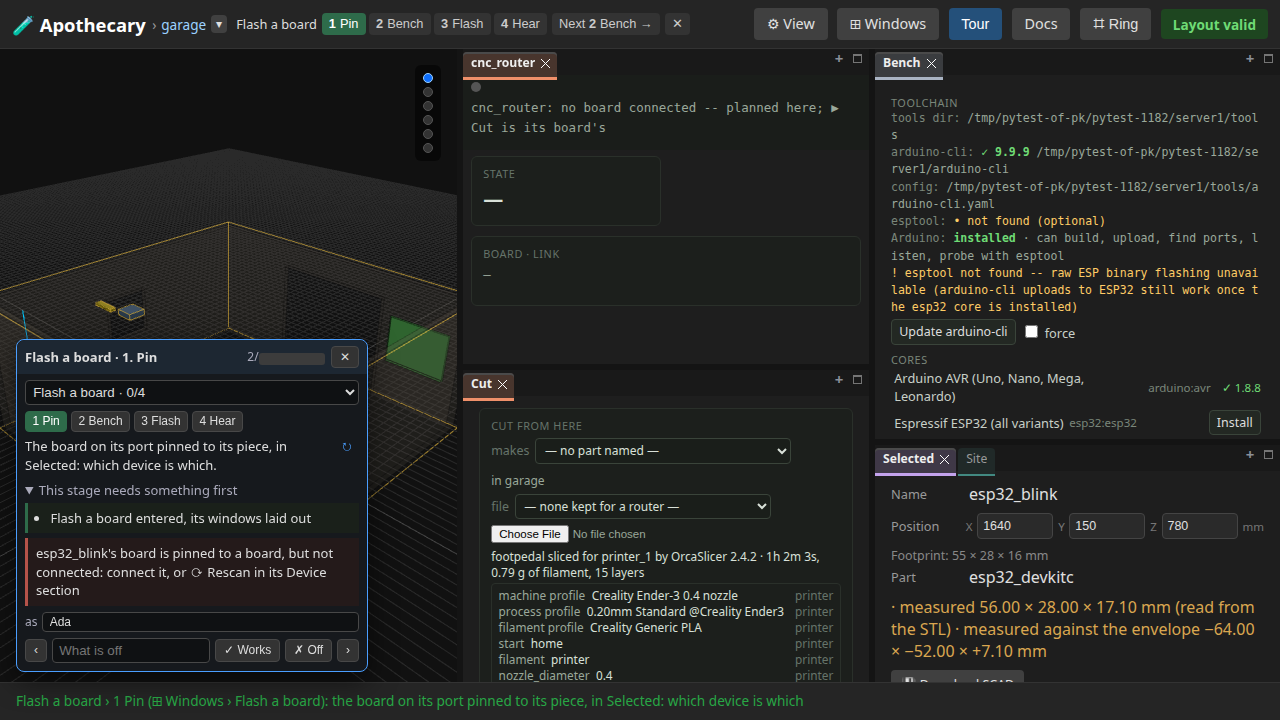 🧪 Apothecary › garage ▾ Flash a board 1 Pin 2 Bench 3 Flash 4 Hear Next 2 Bench → ✕ ⚙ View ⊞ Windows Tour Docs ⌗ Ring Layout valid
cnc_router
cnc_router: no board connected -- planned here; ▶
Cut is its board's
STATE
—
BOARD · LINK
—
Cut
CUT FROM HERE
makes — no part named —
in garage
file — none kept for a router —
Choose File No file chosen
footpedal sliced for printer_1 by OrcaSlicer 2.4.2 · 1h 2m 3s,
0.79 g of filament, 15 layers
machine profile Creality Ender-3 0.4 nozzle printer
process profile 0.20mm Standard @Creality Ender3 printer
filament profile Creality Generic PLA printer
start home printer
filament printer printer
nozzle_diameter 0.4 printer
Bench
TOOLCHAIN
tools dir: /tmp/pytest-of-pk/pytest-1182/server1/tool
s
arduino-cli: ✓ 9.9.9 /tmp/pytest-of-pk/pytest-1182/se
rver1/arduino-cli
config: /tmp/pytest-of-pk/pytest-1182/server1/tools/a
rduino-cli.yaml
esptool: • not found (optional)
Arduino: installed · can build, upload, find ports, l
isten, probe with esptool
! esptool not found -- raw ESP binary flashing unavai
lable (arduino-cli uploads to ESP32 still work once t
he esp32 core is installed)
Update arduino-cli force
CORES
Arduino AVR (Uno, Nano, Mega,
Leonardo) arduino:avr ✓ 1.8.8
Espressif ESP32 (all variants) esp32:esp32 Install
Selected Site
Name esp32_blink
Position X 1640 Y 150 Z 780 mm
Footprint: 55 × 28 × 16 mm
Part esp32_devkitc
· measured 56.00 × 28.00 × 17.10 mm (read from
the STL) · measured against the envelope −64.00
× −52.00 × +7.10 mm
Flash a board · 1. Pin 2/ ✕
Flash a board · 0/4
1 Pin 2 Bench 3 Flash 4 Hear
The board on its port pinned to its piece, in ↻
Selected: which device is which.
▼ This stage needs something first
• Flash a board entered, its windows laid out
esp32_blink's board is pinned to a board, but not
connected: connect it, or ⟳ Rescan in its Device
section
as Ada
‹ What is off ✓ Works ✗ Off ›
Flash a board › 1 Pin (⊞ Windows › Flash a board): the board on its port pinned to its piece, in Selected: which device is which